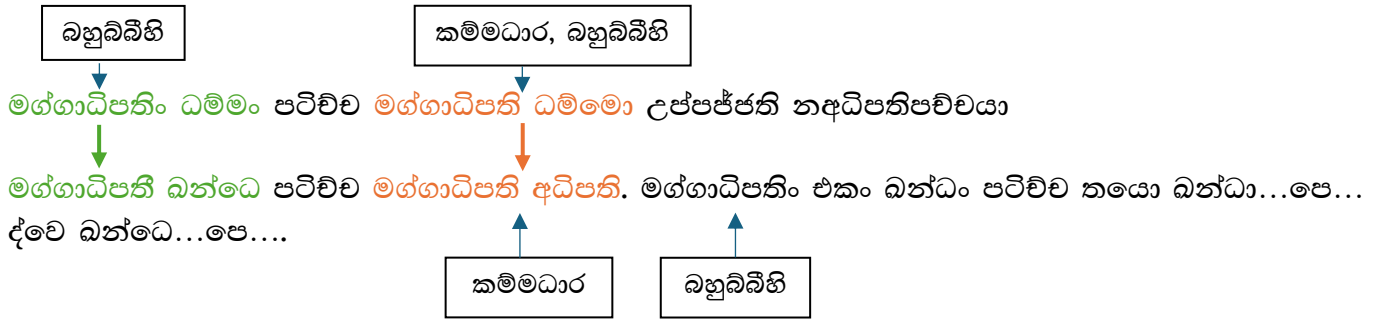 බහුබ්බීහි
කම්මධාර, බහුබ්බීහි
මග්ගාධිපතිං ධම්මං පටිච්ච මග්ගාධිපති ධම්මො උප්පජ්ජති නඅධිපතිපච්චයා
මග්ගාධිපතී ඛන්ධෙ පටිච්ච මග්ගාධිපති අධිපති. මග්ගාධිපතිං එකං ඛන්ධං පටිච්ච තයො ඛන්ධා…පෙ…
ද්වෙ ඛන්ධෙ…පෙ….
කම්මධාර
බහුබ්බීහි